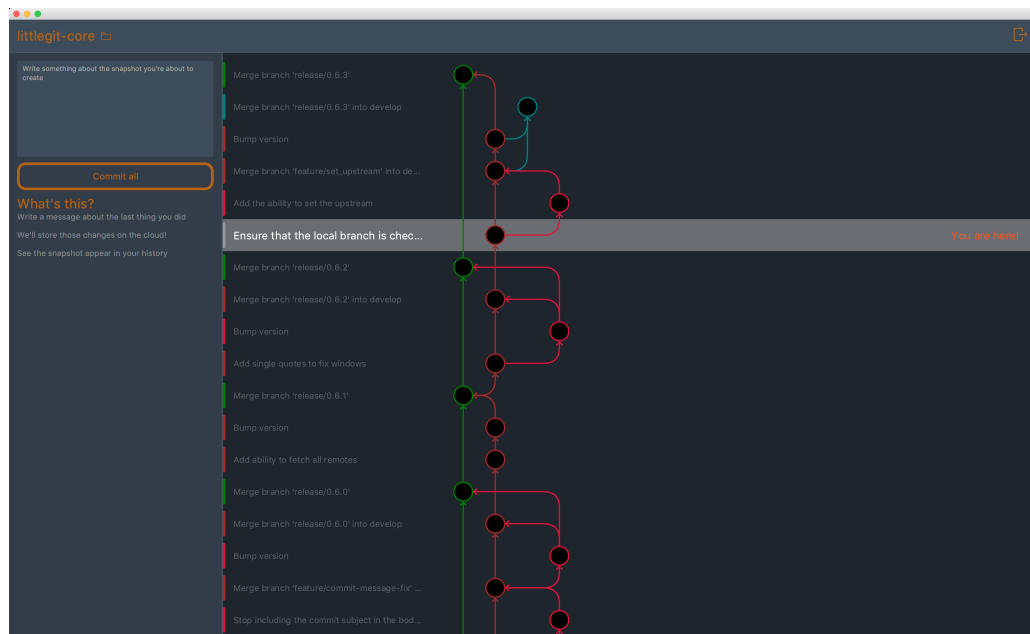 littlegit-core
Write something about the snapshot you're about to
create
Commit all
What's this?
Write a message about the last thing you did
We'll store those changes on the cloud!
See the snapshot appear in your history
Merge branch 'release/0.6.3'
Merge branch 'release/0.6.3' into develop
Bump version
Merge branch 'feature/set_upstream' into de...
Add the ability to set the upstream
Ensure that the local branch is chec...
You are here!
Merge branch 'release/0.6.2'
Merge branch 'release/0.6.2' into develop
Bump version
Add single quotes to fix windows
Merge branch 'release/0.6.1'
Bump version
Add ability to fetch all remotes
Merge branch 'release/0.6.0'
Merge branch 'release/0.6.0' into develop
Bump version
Merge branch 'feature/commit-message-fix' ...
Stop including the commit subject in the bod...